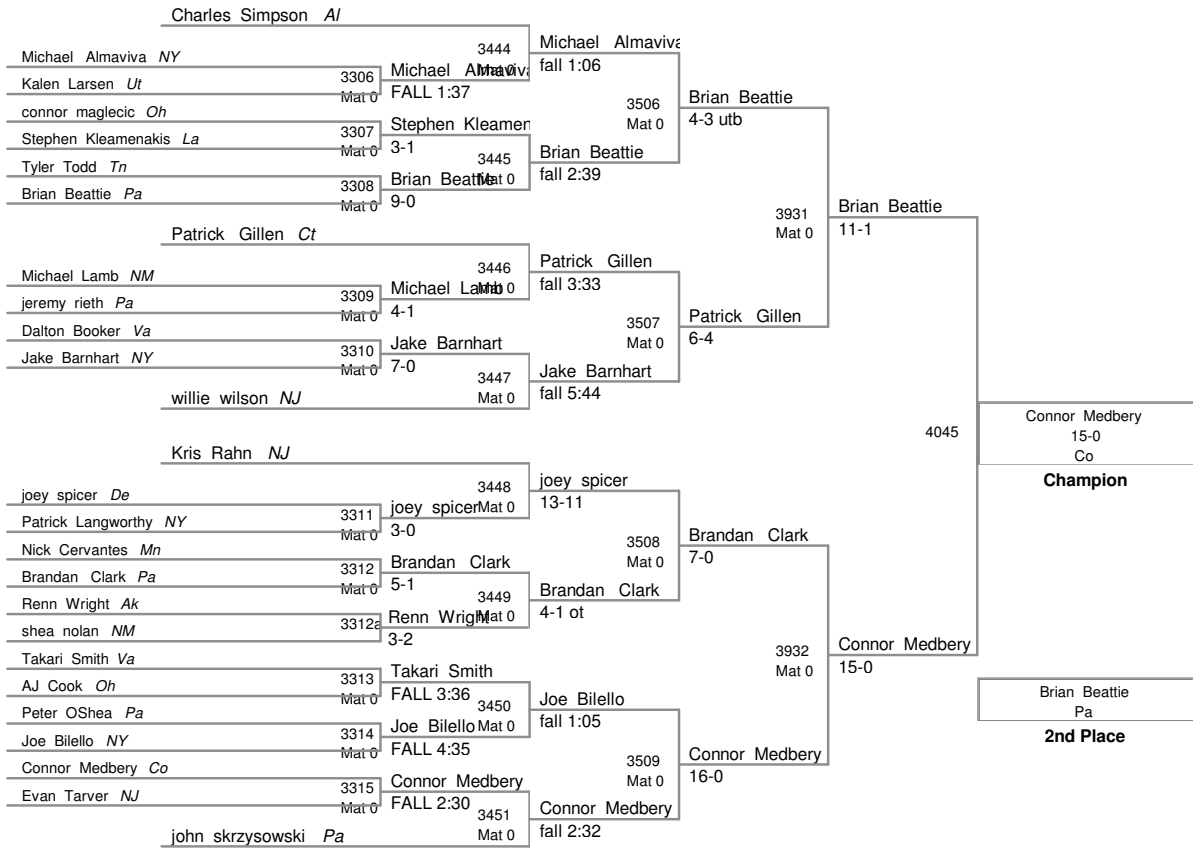 Charles Simpson Al
Michael Almaviva NY
Kalen Larsen Ut
connor maglecic Oh
Stephen Kleamenakis La
Tyler Todd Tn
Brian Beattie Pa
Patrick Gillen Ct
Michael Lamb NM
jeremy rieth Pa
Dalton Booker Va
Jake Barnhart NY
willie wilson NJ
Kris Rahn NJ
joey spicer De
Patrick Langworthy NY
Nick Cervantes Mn
Brandan Clark Pa
Renn Wright Ak
shea nolan NM
Takari Smith Va
AJ Cook Oh
Peter OShea Pa
Joe Bilello NY
Connor Medbery Co
Evan Tarver NJ
john skrzysowski Pa
3306
Mat 0
Michael Almaviva
FALL 1:37
3307
Mat 0
Stephen Kleamen
3-1
3308
Mat 0
Brian Beattie
9-0
3309
Mat 0
Michael Lamb
4-1
3310
Mat 0
Jake Barnhart
7-0
3311
Mat 0
joey spicer
3-0
3312
Mat 0
Brandan Clark
5-1
3312a
Renn Wright
3-2
3313
Mat 0
Takari Smith
FALL 3:36
3314
Mat 0
Joe Bilello
FALL 4:35
3315
Mat 0
Connor Medbery
FALL 2:30
3444
Mat 0
Michael Almaviva
fall 1:06
3445
Mat 0
Brian Beattie
fall 2:39
3446
Mat 0
Patrick Gillen
fall 3:33
3447
Mat 0
Jake Barnhart
fall 5:44
3448
Mat 0
joey spicer
13-11
3449
Mat 0
Brandan Clark
4-1 ot
3450
Mat 0
Joe Bilello
fall 1:05
3451
Mat 0
Connor Medbery
fall 2:32
3506
Mat 0
Brian Beattie
4-3 utb
3507
Mat 0
Patrick Gillen
6-4
3508
Mat 0
Brandan Clark
7-0
3509
Mat 0
Connor Medbery
16-0
3931
Mat 0
Brian Beattie
11-1
3932
Mat 0
Connor Medbery
15-0
4045
Connor Medbery
15-0
Co
Champion
Brian Beattie
Pa
2nd Place